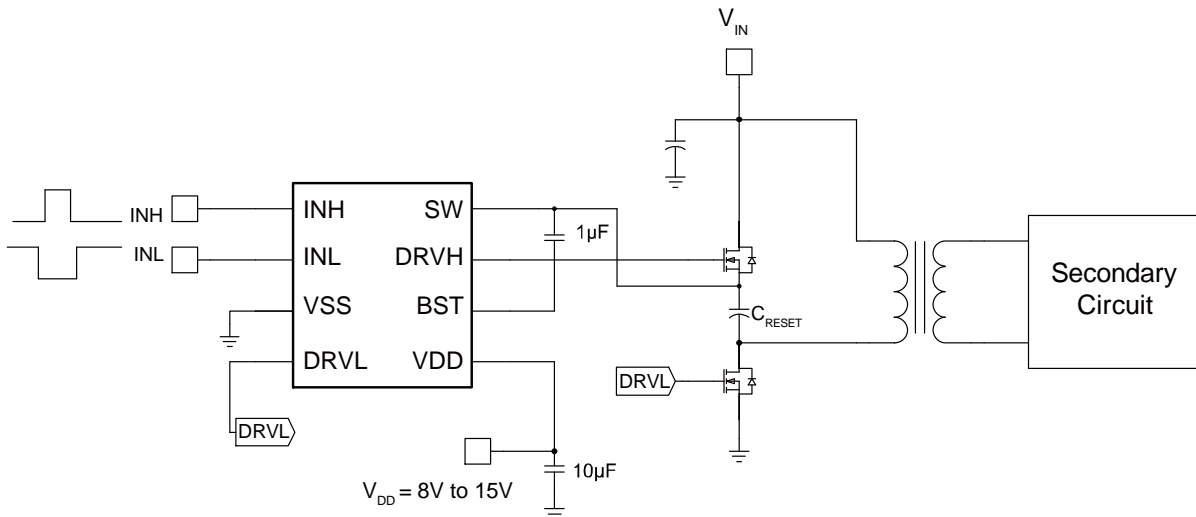 V_IN
INH
INL
INH
INL
VSS
DRVL
SW
DRVH
BST
VDD
1µF
C_RESET
DRVL
DRVL
10µF
V_DD = 8V to 15V
Secondary
Circuit